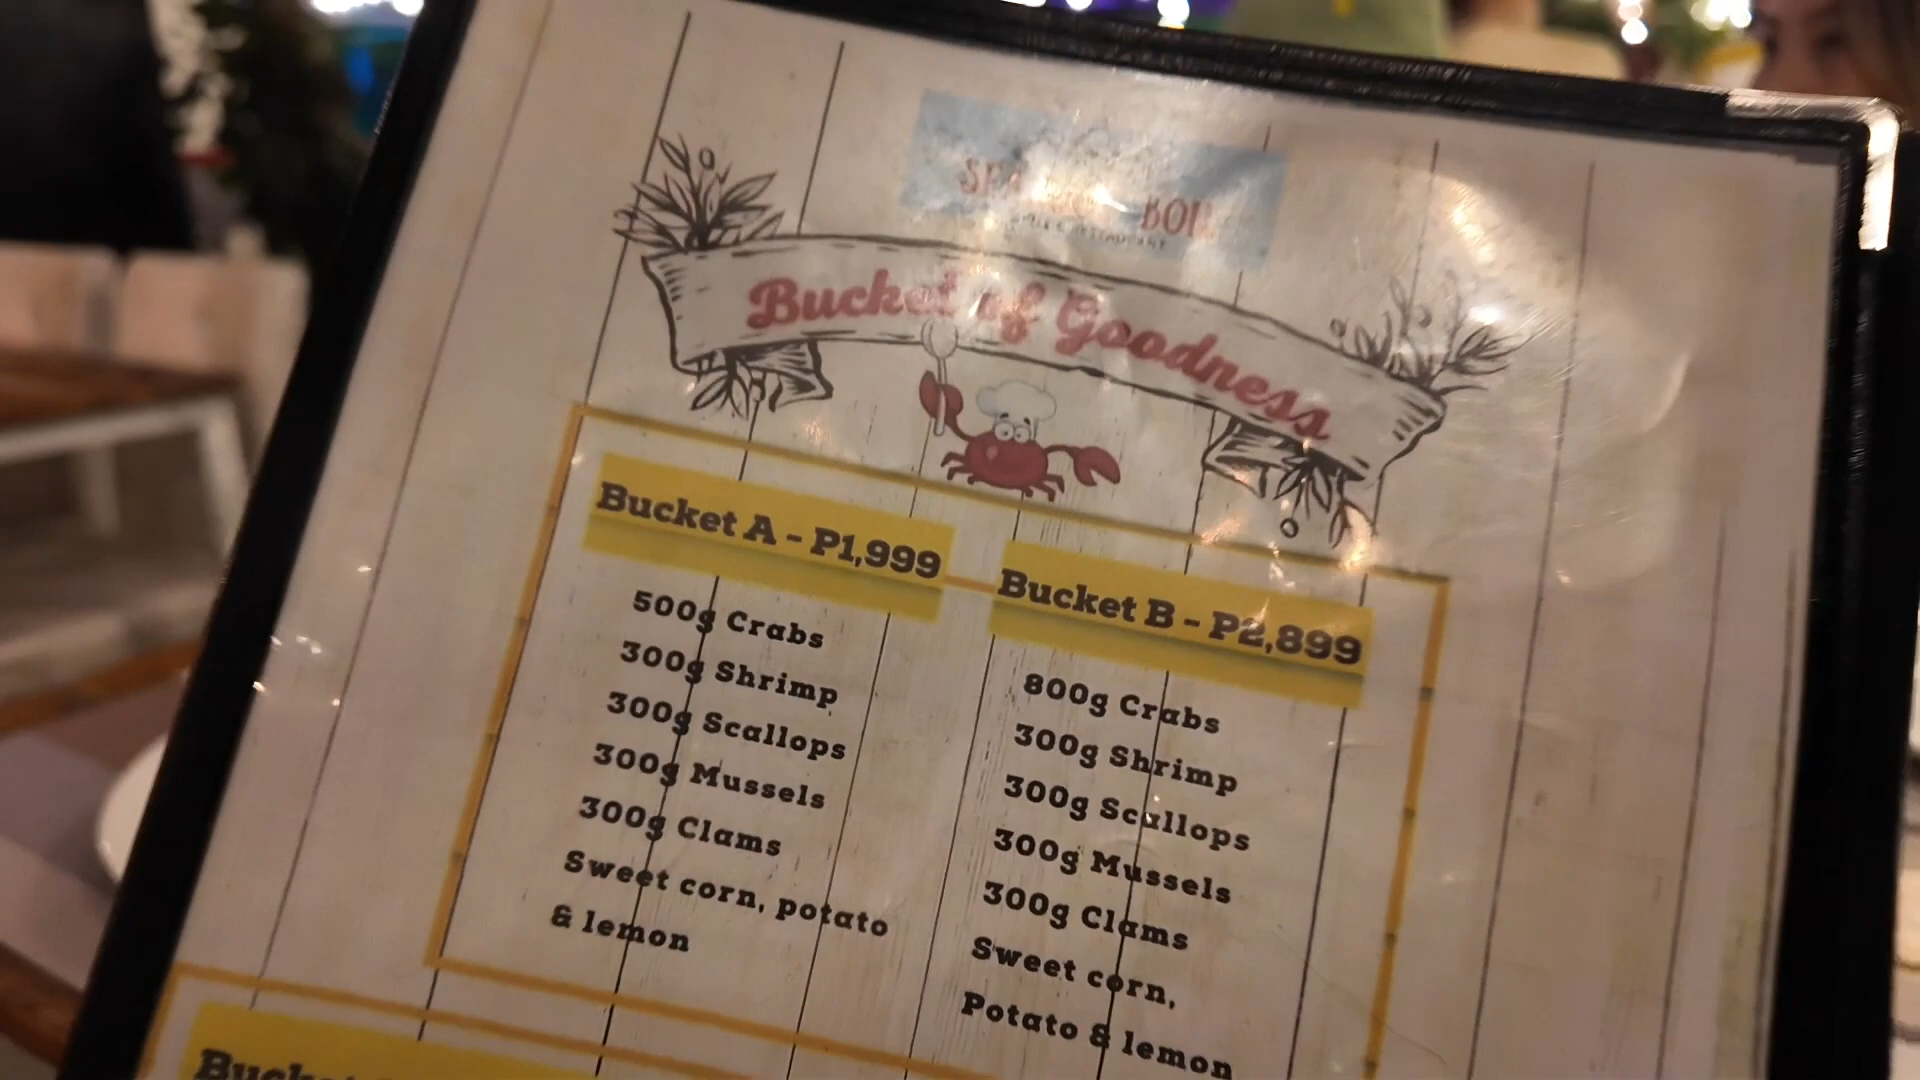 BOIL
Bucket of Goodness
Bucket A - P1,999
500g Crabs
300g Shrimp
300g Scallops
300g Mussels
300g Clams
Sweet corn, potato
& lemon
Bucket B - P2,899
800g Crabs
300g Shrimp
300g Scallops
300g Mussels
300g Clams
Sweet corn,
Potato & lemon